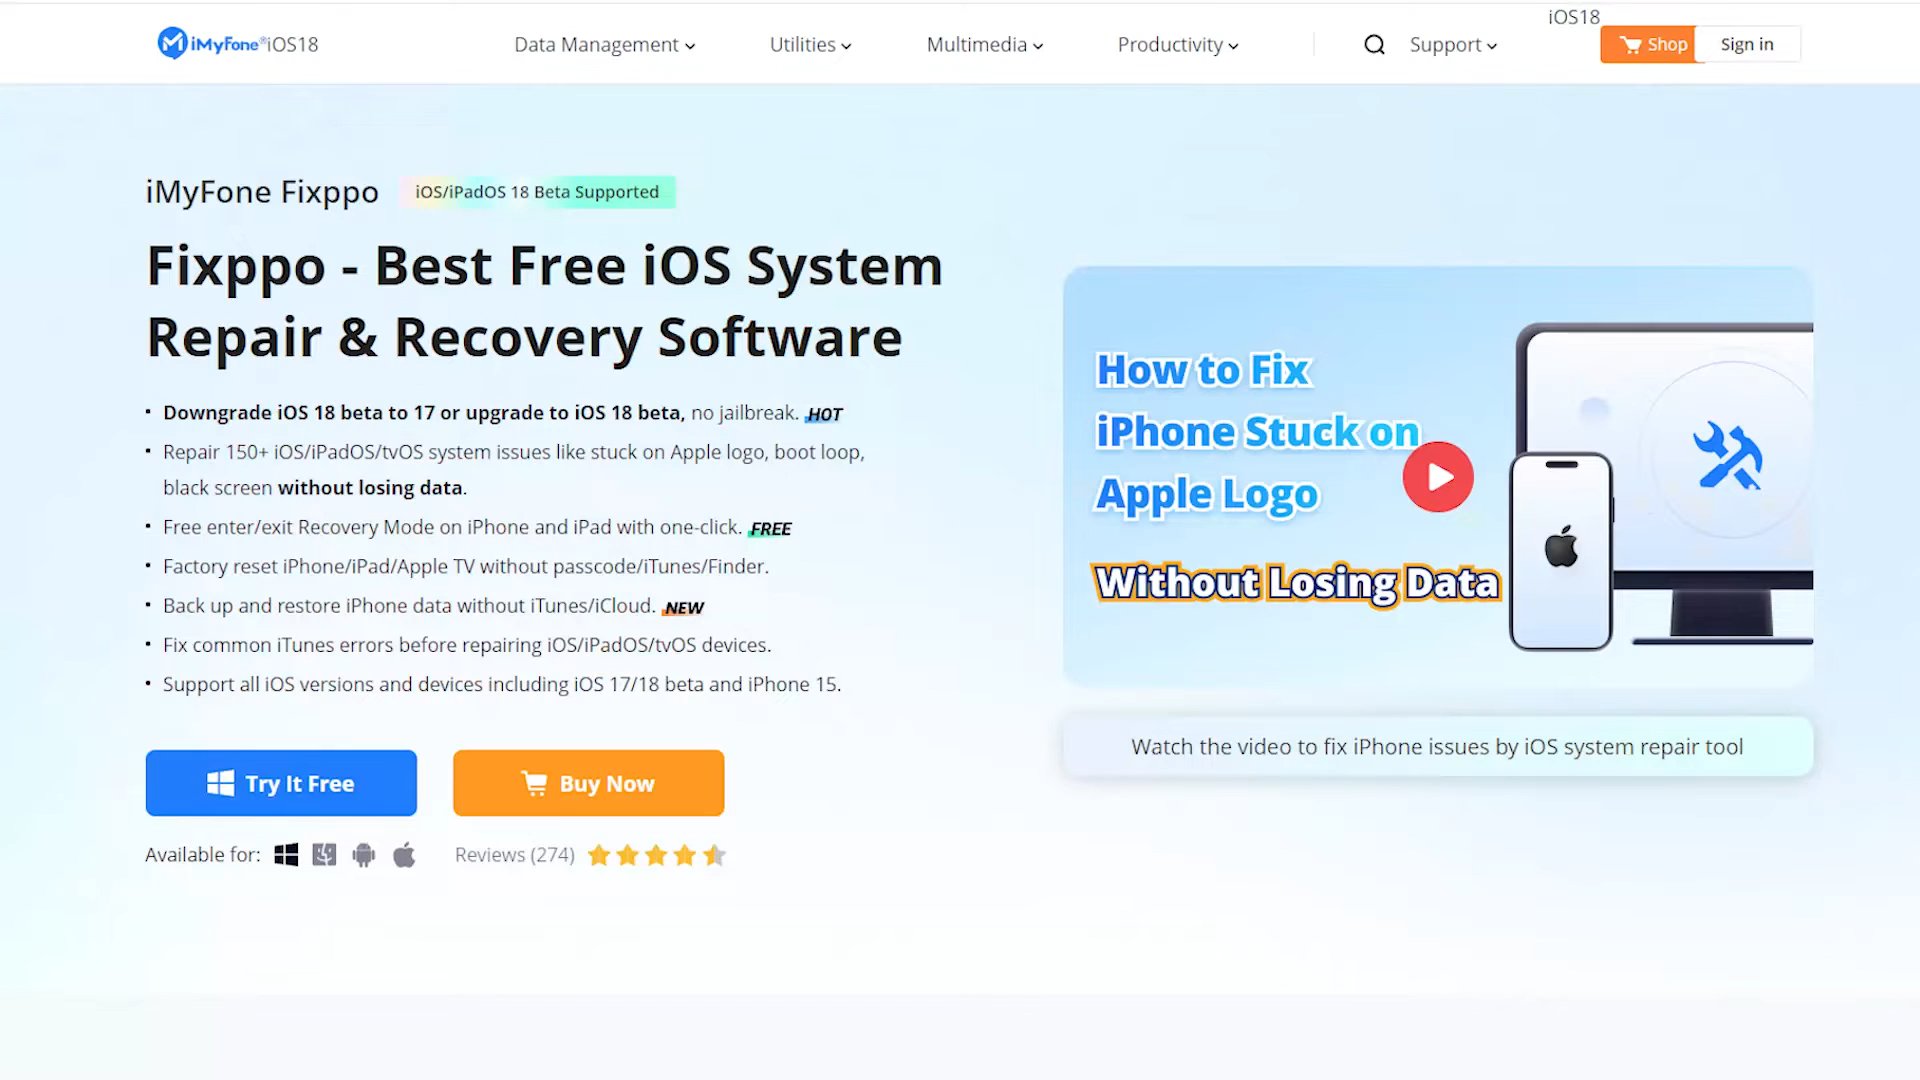 iOS18
iMyFone®iOS18
Data Management
Utilities
Multimedia
Productivity
Support
Shop
Sign in
iMyFone Fixppo
iOS/iPadOS 18 Beta Supported
Fixppo - Best Free iOS System
Repair & Recovery Software
• Downgrade iOS 18 beta to 17 or upgrade to iOS 18 beta, no jailbreak. HOT
• Repair 150+ iOS/iPadOS/tvOS system issues like stuck on Apple logo, boot loop,
black screen without losing data.
• Free enter/exit Recovery Mode on iPhone and iPad with one-click. FREE
• Factory reset iPhone/iPad/Apple TV without passcode/iTunes/Finder.
• Back up and restore iPhone data without iTunes/iCloud. NEW
• Fix common iTunes errors before repairing iOS/iPadOS/tvOS devices.
• Support all iOS versions and devices including iOS 17/18 beta and iPhone 15.
Try It Free
Buy Now
Available for:
Reviews (274)
How to Fix
iPhone Stuck on
Apple Logo
Without Losing Data
Watch the video to fix iPhone issues by iOS system repair tool